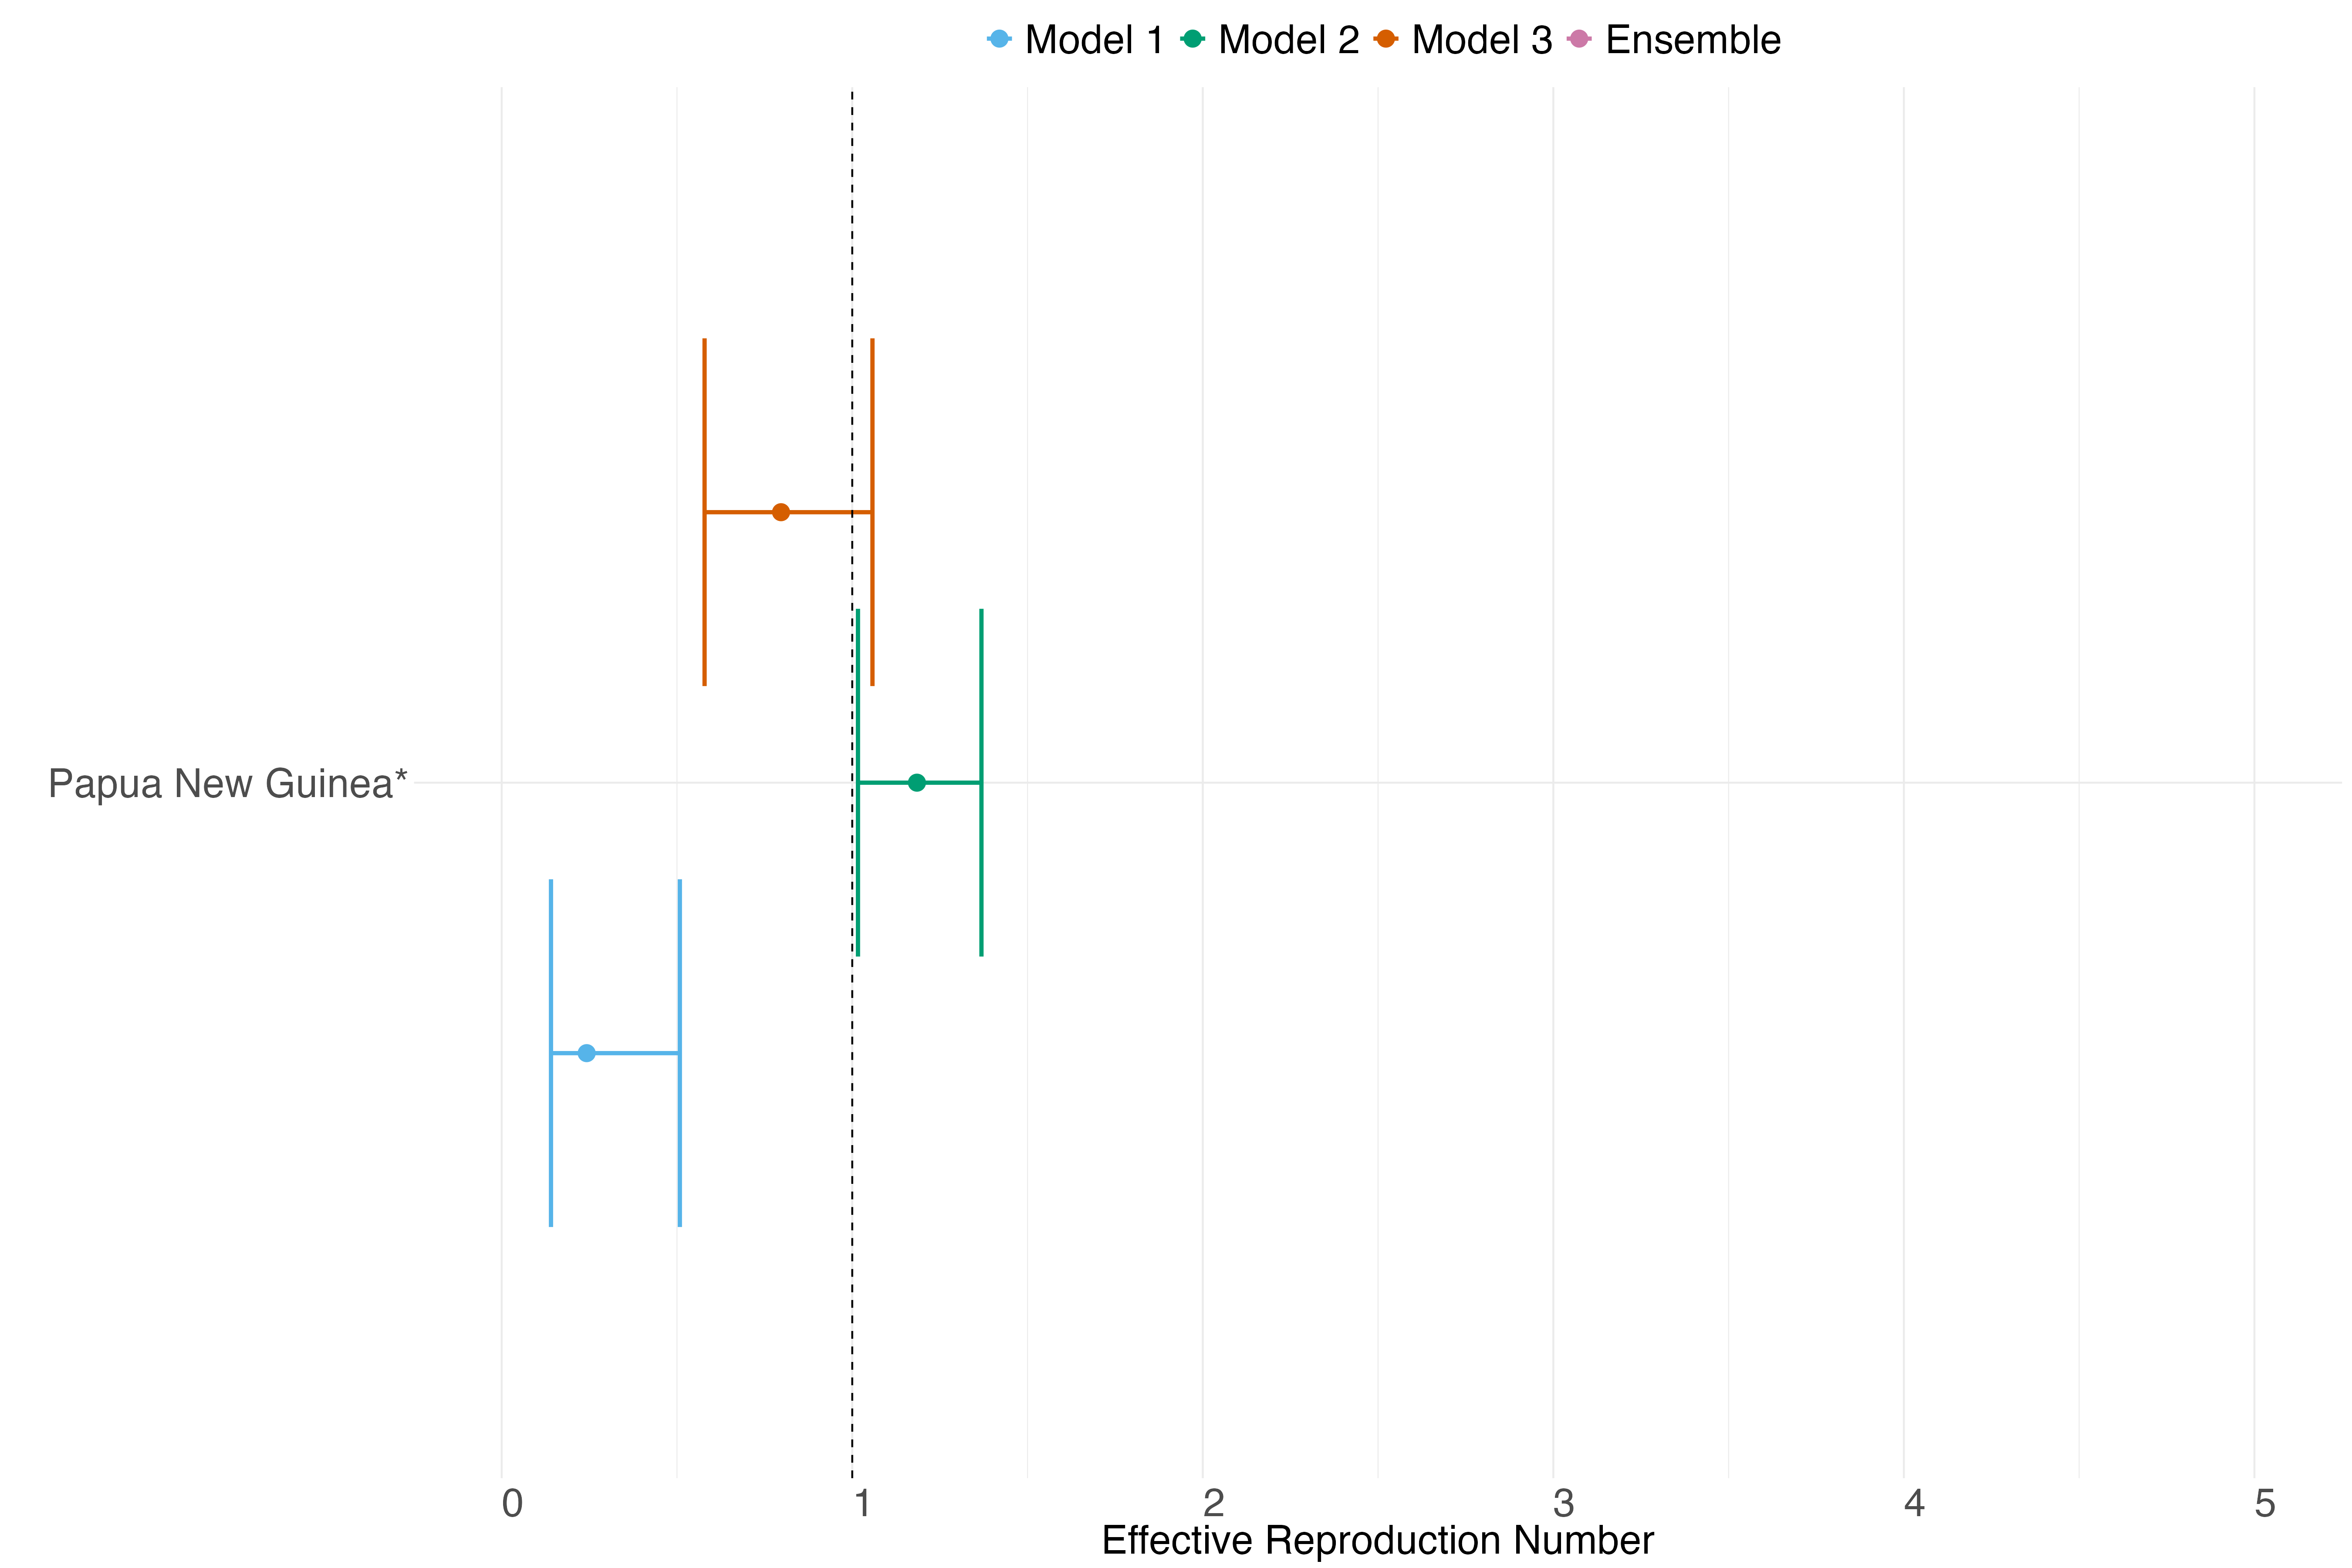 Model 1 Model 2 Model 3 Ensemble
Papua New Guinea*
0 1 2 3 4 5
Effective Reproduction Number